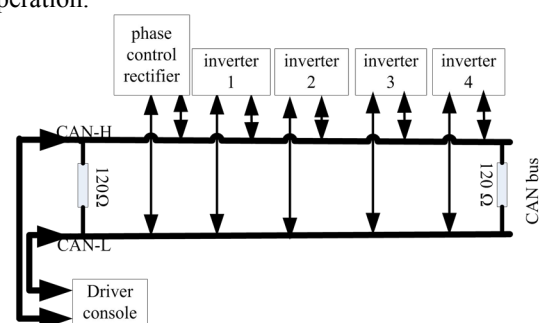 peration.
phase
control
rectifier
inverter
1
inverter
2
inverter
3
inverter
4
CAN-H
120Ω
120 Ω
CAN bus
CAN-L
Driver
console